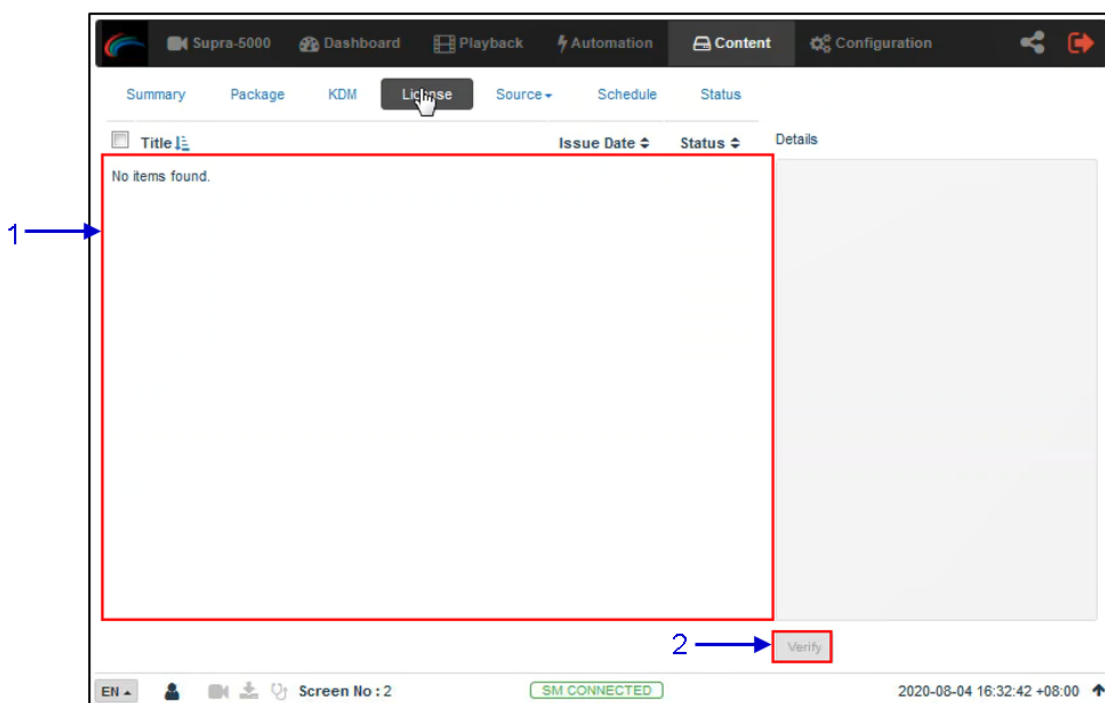 Supra-5000 Dashboard Playback Automation Content Configuration
Summary Package KDM License Source Schedule Status
Title Issue Date Status Details
No items found.
1
2 Verify
EN Screen No : 2 SM CONNECTED 2020-08-04 16:32:42 +08:00